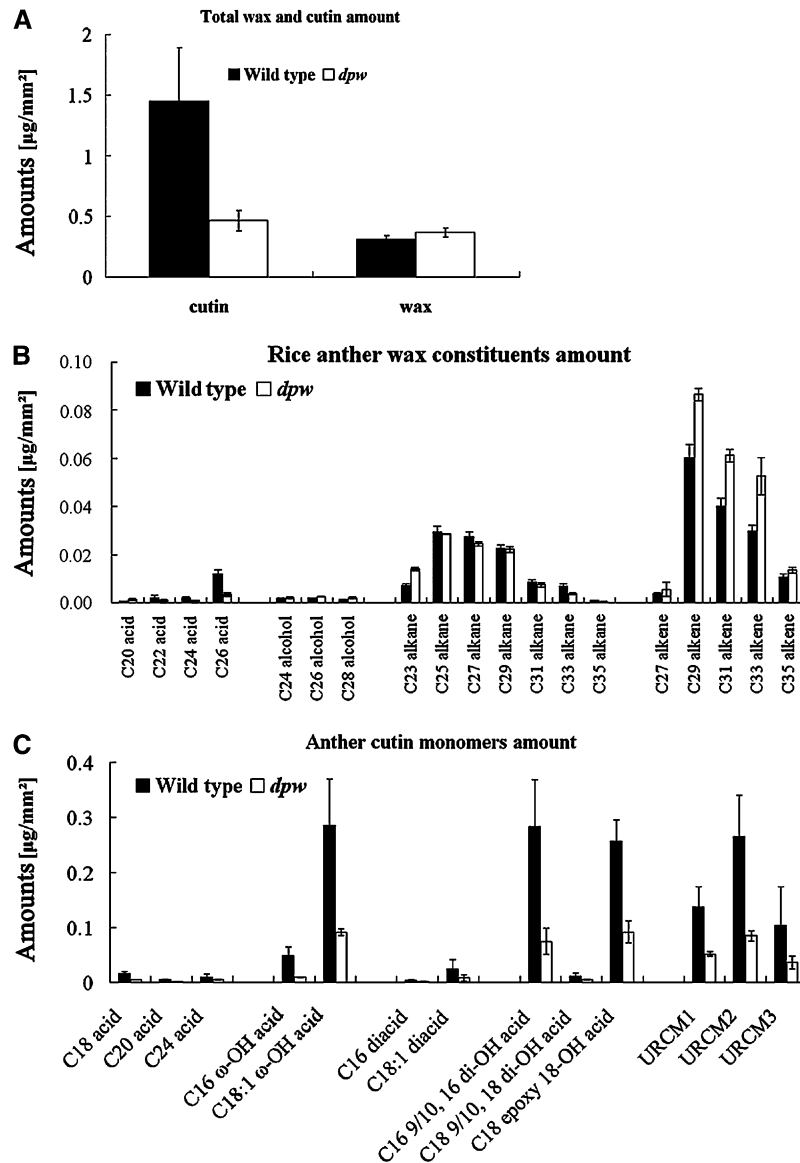 A
Total wax and cutin amount
Amounts [µg/mm²]
2
1.5
1
0.5
0
Wild type dpw
cutin wax
B
Rice anther wax constituents amount
Amounts [µg/mm²]
0.10
0.08
0.06
0.04
0.02
0.00
Wild type dpw
C20 acid
C22 acid
C24 acid
C26 acid
C24 alcohol
C26 alcohol
C28 alcohol
C23 alkane
C25 alkane
C27 alkane
C29 alkane
C31 alkane
C33 alkane
C35 alkane
C27 alkene
C29 alkene
C31 alkene
C33 alkene
C35 alkene
C
Anther cutin monomers amount
Amounts [µg/mm²]
0.4
0.3
0.2
0.1
0
Wild type dpw
C18 acid
C20 acid
C24 acid
C16 ω-OH acid
C18:1 ω-OH acid
C16 diacid
C18:1 diacid
C16 9/10, 16 di-OH acid
C18 9/10, 18 di-OH acid
C18 epoxy 18-OH acid
URCM1
URCM2
URCM3